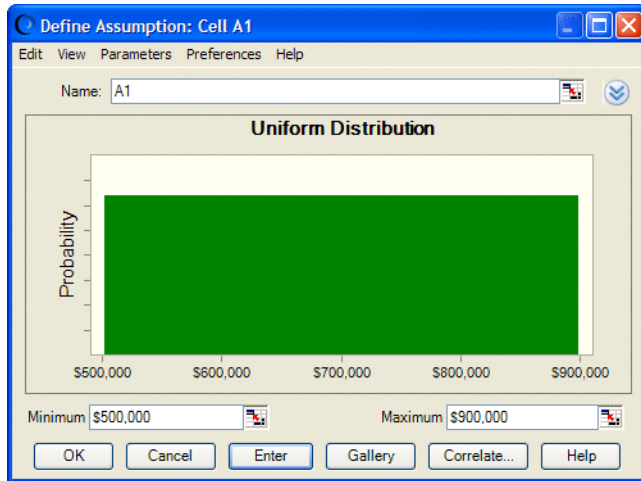 Define Assumption: Cell A1
Edit View Parameters Preferences Help
Name: A1
Uniform Distribution
Probability
$500,000 $600,000 $700,000 $800,000 $900,000
Minimum $500,000 Maximum $900,000
OK Cancel Enter Gallery Correlate... Help